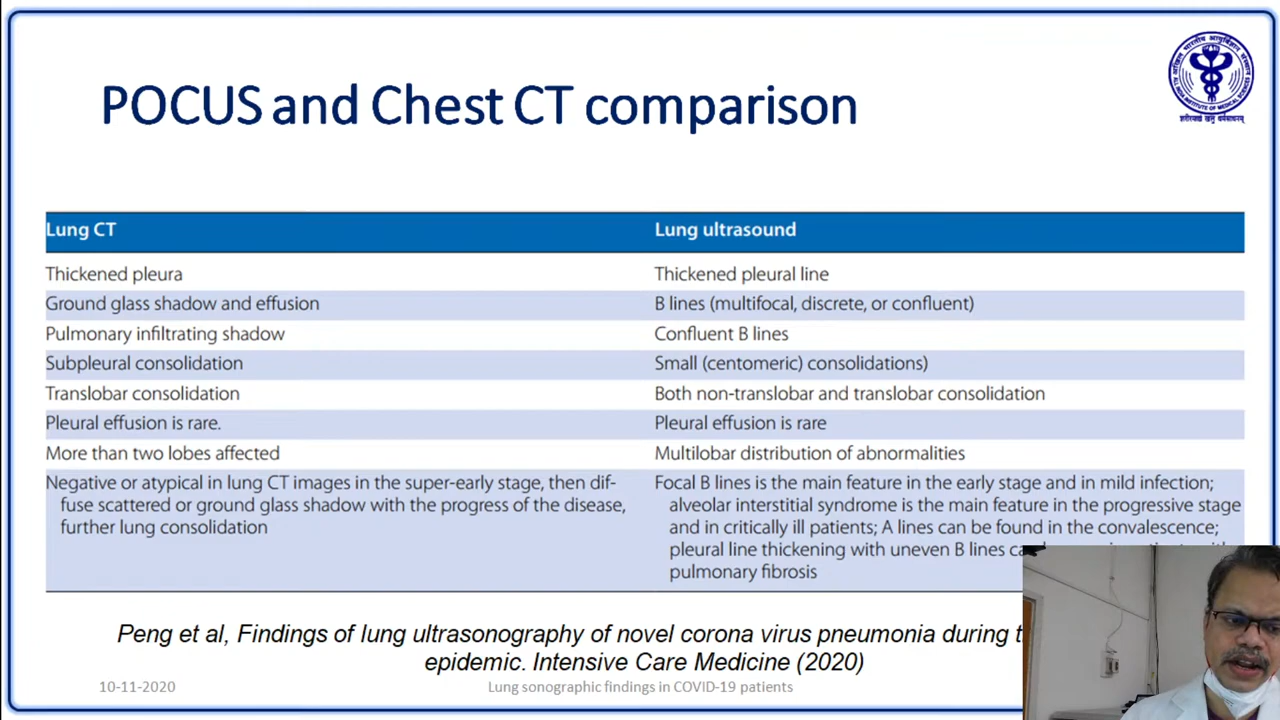 POCUS and Chest CT comparison
Lung CT
Lung ultrasound
Thickened pleura
Thickened pleural line
Ground glass shadow and effusion
B lines (multifocal, discrete, or confluent)
Pulmonary infiltrating shadow
Confluent B lines
Subpleural consolidation
Small (centomeric) consolidations)
Translobar consolidation
Both non-translobar and translobar consolidation
Pleural effusion is rare.
Pleural effusion is rare
More than two lobes affected
Multilobar distribution of abnormalities
Negative or atypical in lung CT images in the super-early stage, then dif-
fuse scattered or ground glass shadow with the progress of the disease,
further lung consolidation
Focal B lines is the main feature in the early stage and in mild infection;
alveolar interstitial syndrome is the main feature in the progressive stage
and in critically ill patients; A lines can be found in the convalescence;
pleural line thickening with uneven B lines
pulmonary fibrosis
Peng et al, Findings of lung ultrasonography of novel corona virus pneumonia during
epidemic. Intensive Care Medicine (2020)
10-11-2020
Lung sonographic findings in COVID-19 patients